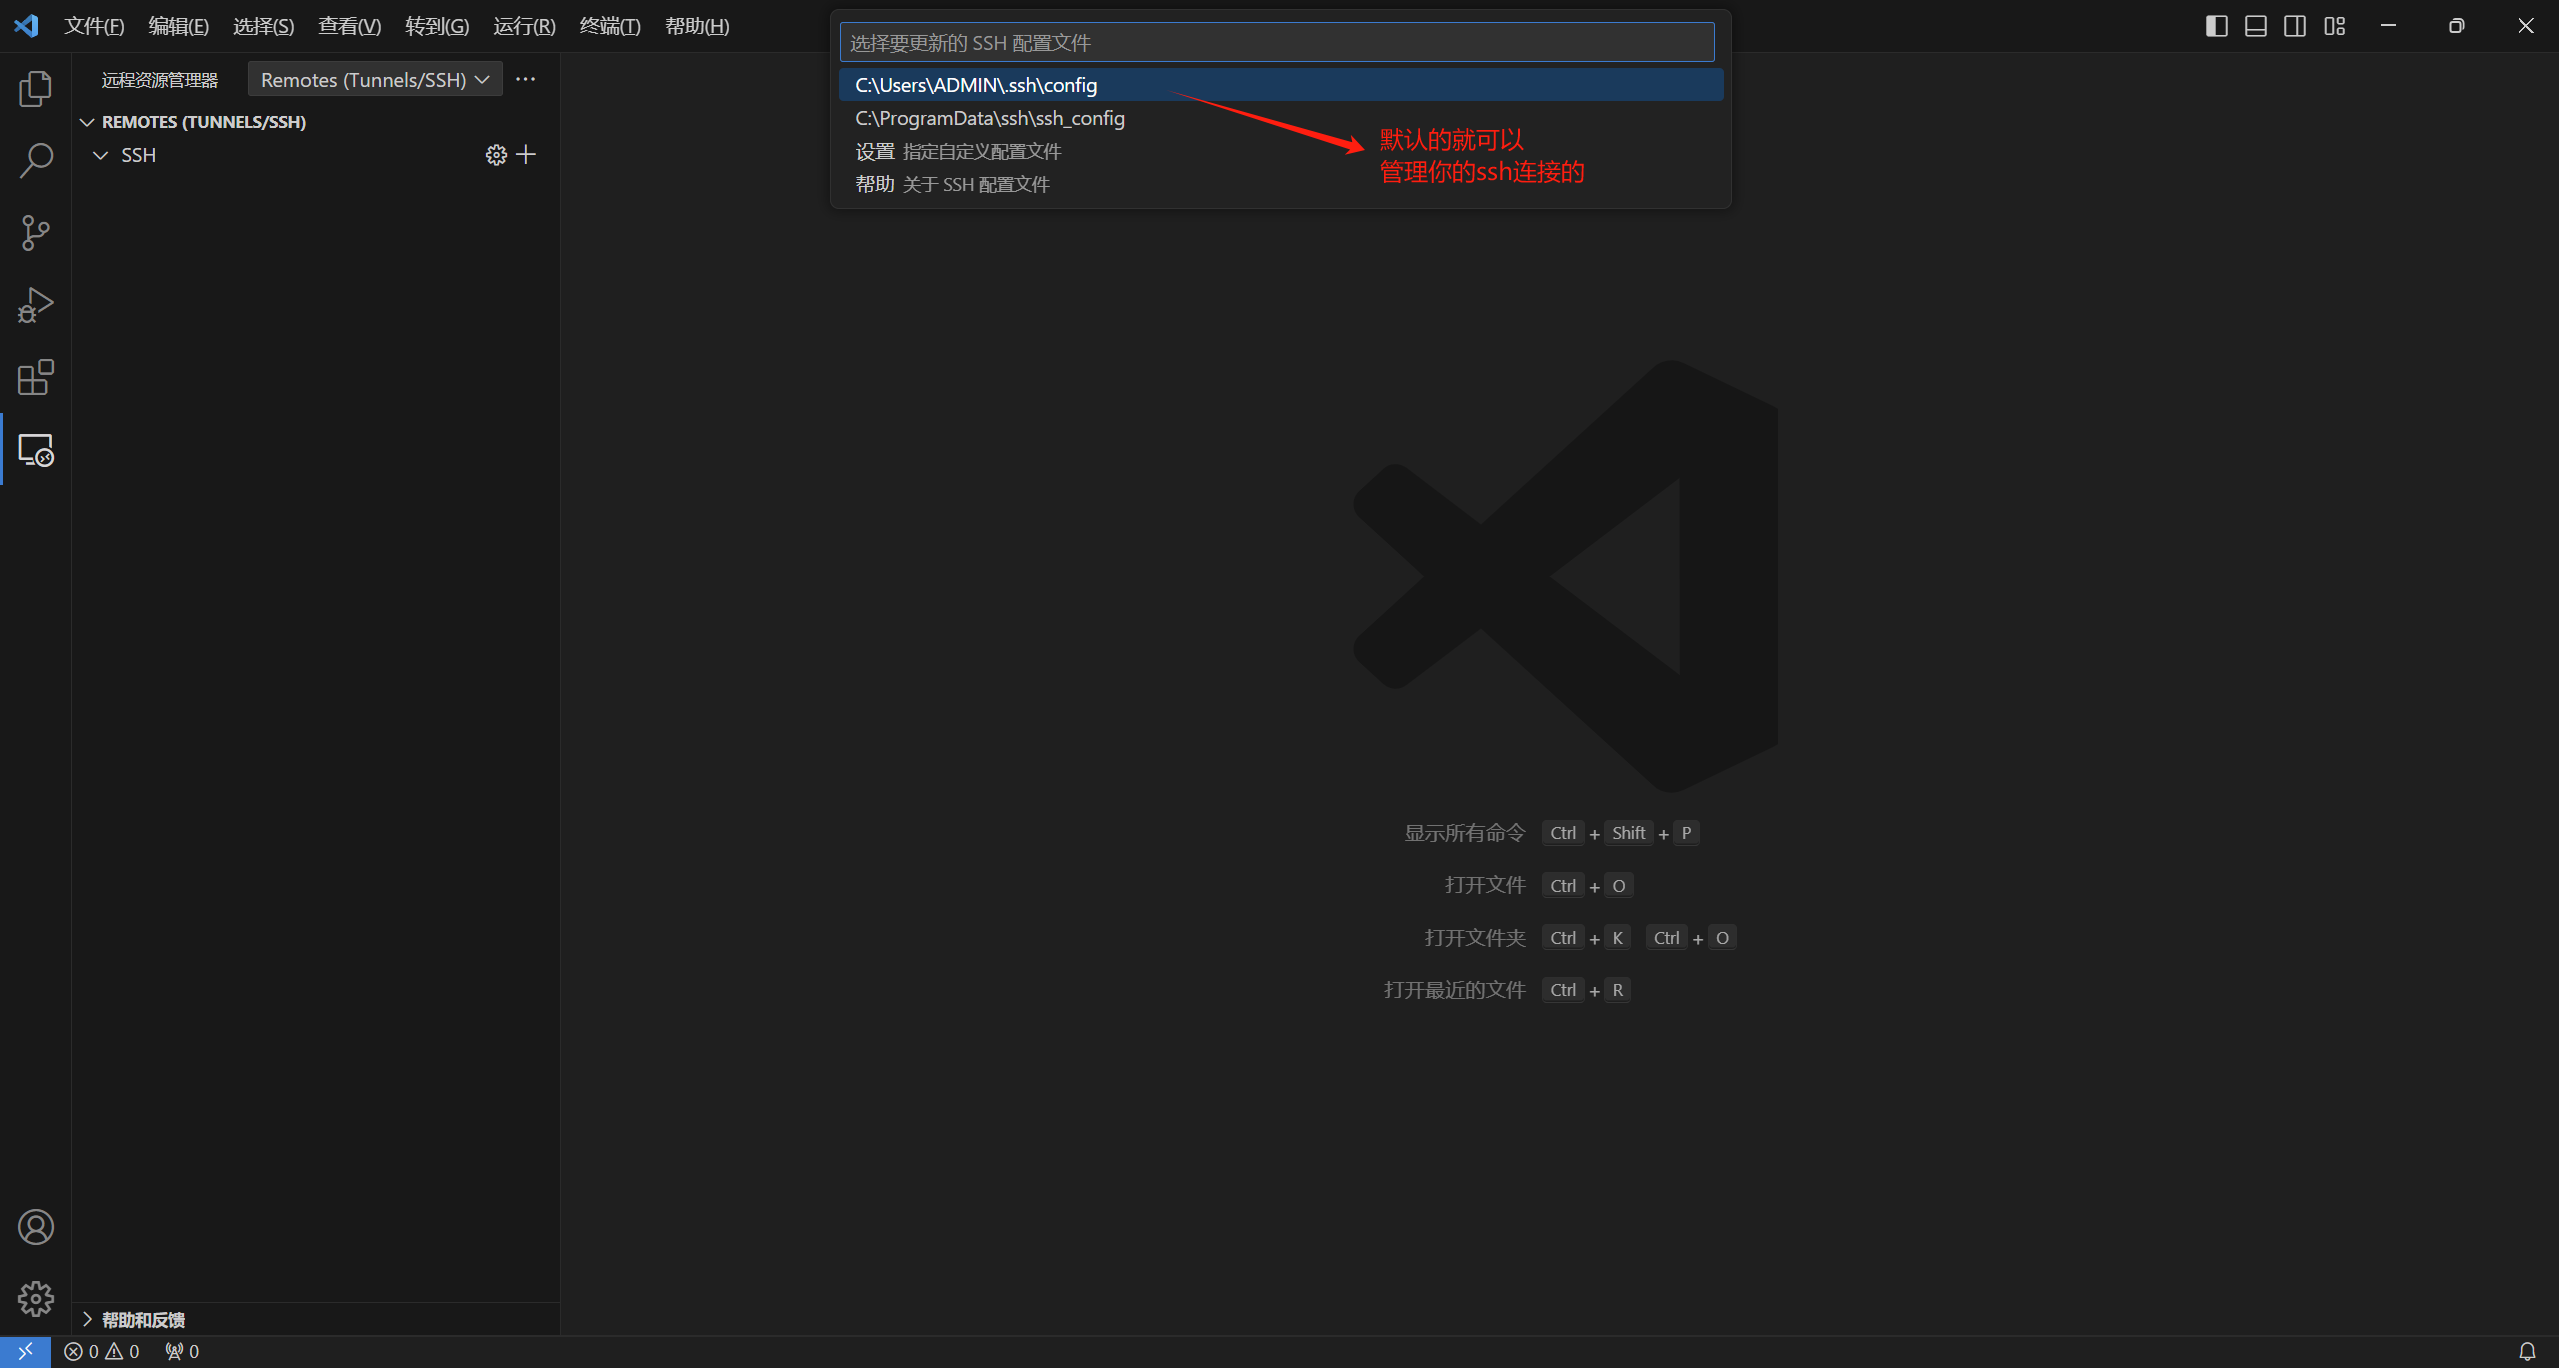 文件(F) 编辑(E) 选择(S) 查看(V) 转到(G) 运行(R) 终端(T) 帮助(H)
选择要更新的 SSH 配置文件
C:\Users\ADMIN\.ssh\config
C:\ProgramData\ssh\ssh_config
设置 指定自定义配置文件
帮助 关于 SSH 配置文件
默认的就可以
管理你的ssh连接的
远程资源管理器 Remotes (Tunnels/SSH)
REMOTES (TUNNELS/SSH)
SSH
显示所有命令 Ctrl + Shift + P
打开文件 Ctrl + O
打开文件夹 Ctrl + K Ctrl + O
打开最近的文件 Ctrl + R
帮助和反馈
0 0 0